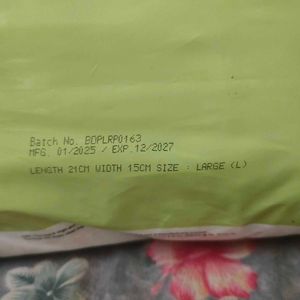 Batch No. BDPLRP0163
MFG. 01/2025 / EXP.12/2027
LENGTH 21CM WIDTH 15CM SIZE : LARGE (L)